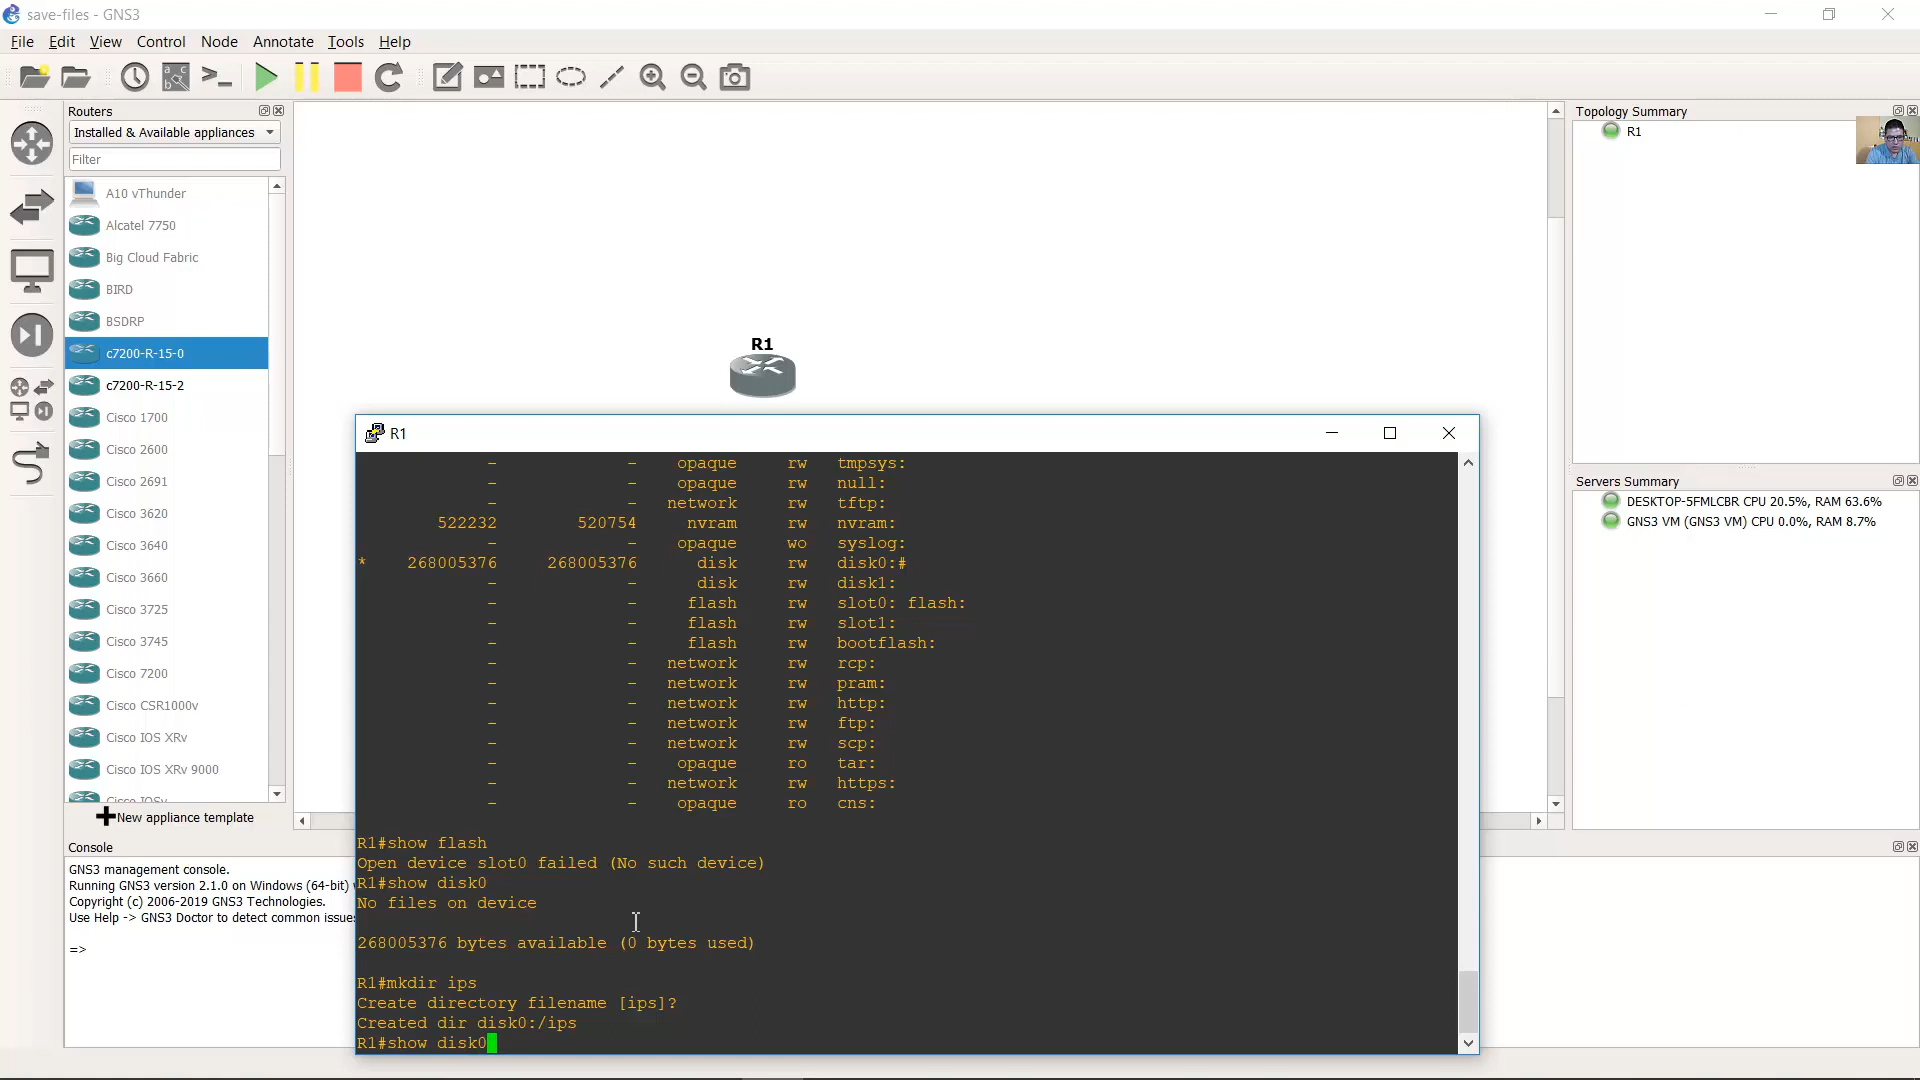 save-files - GNS3
File Edit View Control Node Annotate Tools Help
Routers
Installed & Available appliances
Filter
A10 vThunder
Alcatel 7750
Big Cloud Fabric
BIRD
BSDRP
c7200-R-15-0
c7200-R-15-2
Cisco 1700
Cisco 2600
Cisco 2691
Cisco 3620
Cisco 3640
Cisco 3660
Cisco 3725
Cisco 3745
Cisco 7200
Cisco CSR1000v
Cisco IOS XRv
Cisco IOS XRv 9000
Cisco IOSv
New appliance template
R1
Topology Summary
R1
Servers Summary
DESKTOP-5FMLCBR CPU 20.5%, RAM 63.6%
GNS3 VM (GNS3 VM) CPU 0.0%, RAM 8.7%
Console
GNS3 management console.
Running GNS3 version 2.1.0 on Windows (64-bit)
Copyright (c) 2006-2019 GNS3 Technologies.
Use Help -> GNS3 Doctor to detect common issues
=>
R1
- - opaque rw tmpsys:
- - opaque rw null:
- - network rw tftp:
522232 520754 nvram rw nvram:
- - opaque wo syslog:
* 268005376 268005376 disk rw disk0:#
- - disk rw disk1:
- - flash rw slot0: flash:
- - flash rw slot1:
- - flash rw bootflash:
- - network rw rcp:
- - network rw pram:
- - network rw http:
- - network rw ftp:
- - network rw scp:
- - opaque ro tar:
- - network rw https:
- - opaque ro cns:
R1#show flash
Open device slot0 failed (No such device)
R1#show disk0
No files on device
268005376 bytes available (0 bytes used)
R1#mkdir ips
Create directory filename [ips]?
Created dir disk0:/ips
R1#show disk0